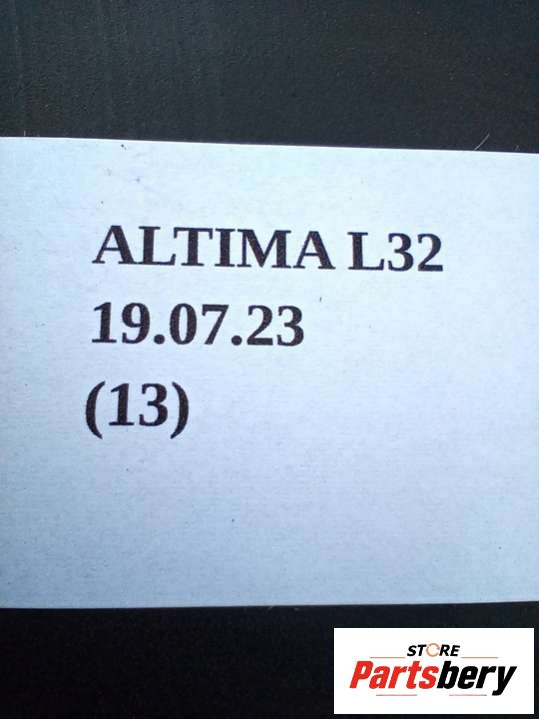 ALTIMA L32
19.07.23
(13)
STORE
Partsbery